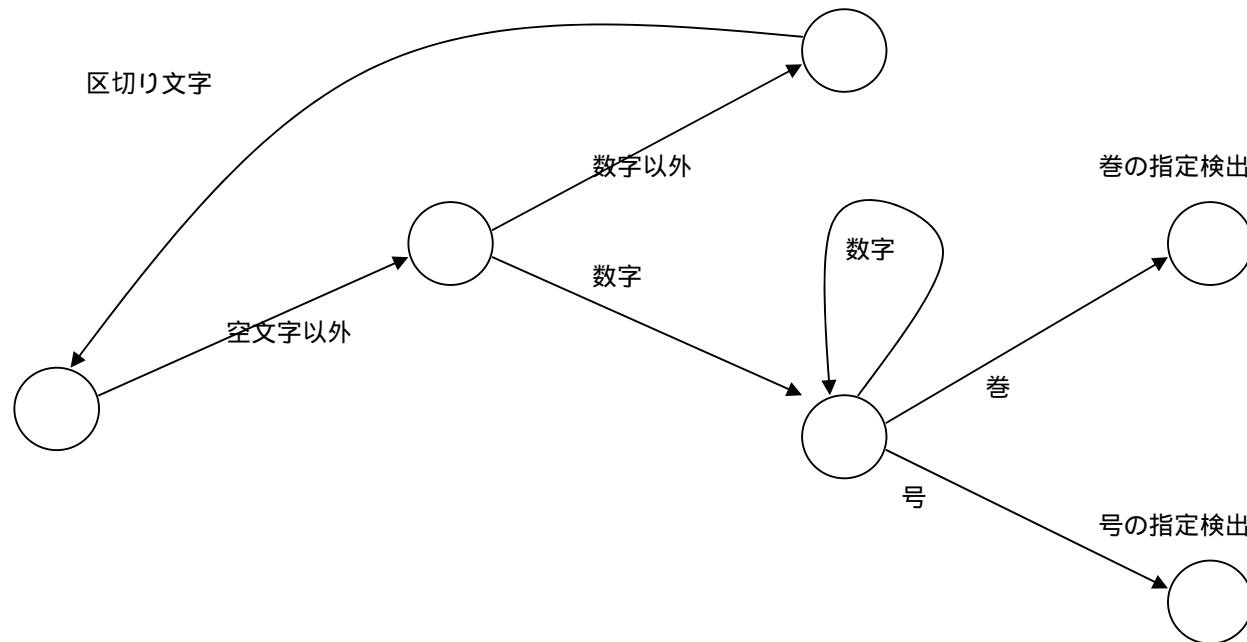 区切り文字
数字以外
巻の指定検出
数字
数字
空文字以外
巻
号
号の指定検出